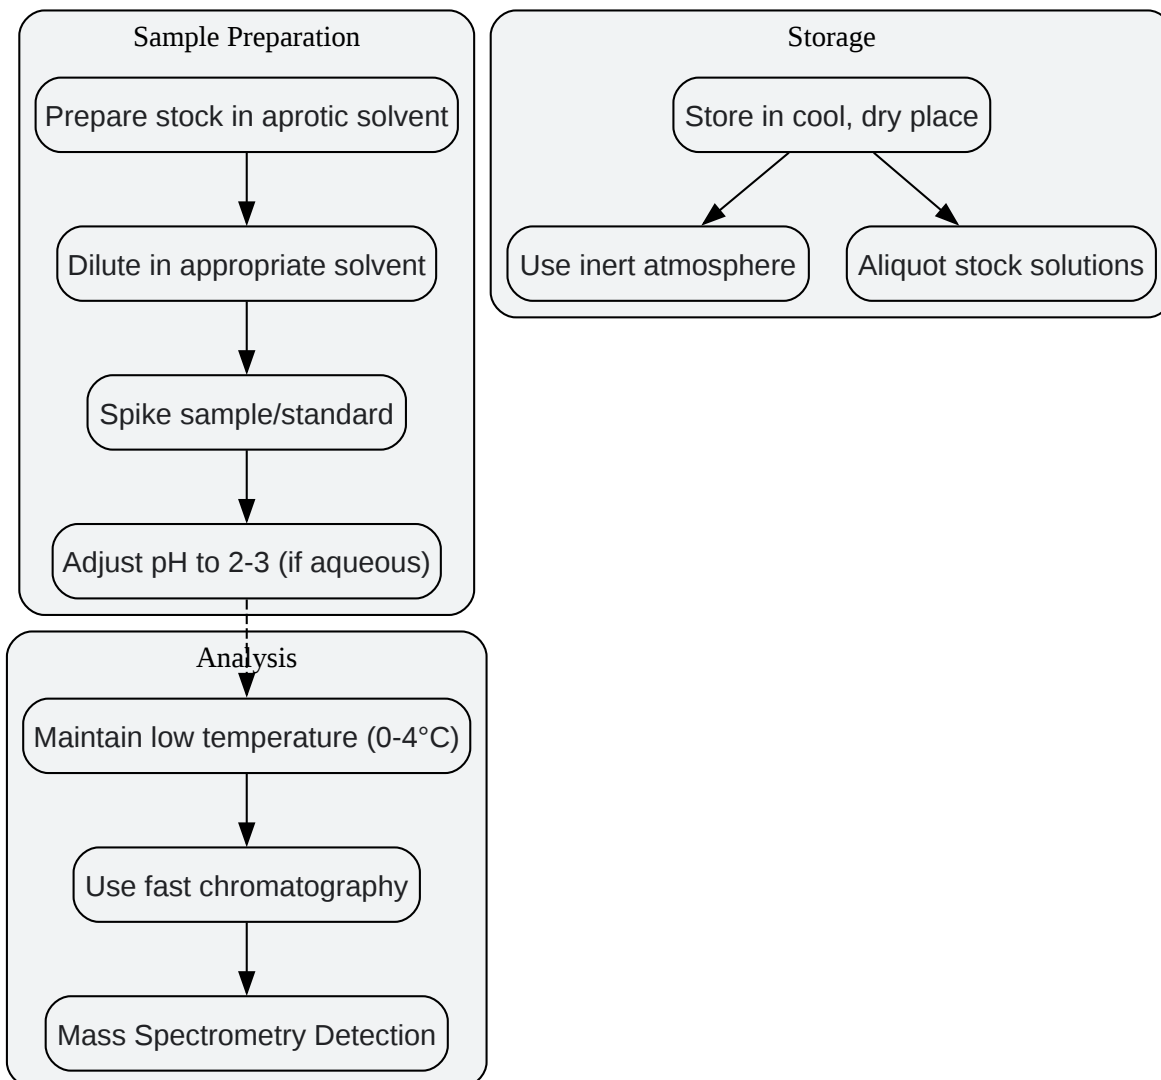 Sample Preparation
Prepare stock in aprotic solvent
Dilute in appropriate solvent
Spike sample/standard
Adjust pH to 2-3 (if aqueous)
Analysis
Maintain low temperature (0-4°C)
Use fast chromatography
Mass Spectrometry Detection
Storage
Store in cool, dry place
Use inert atmosphere
Aliquot stock solutions